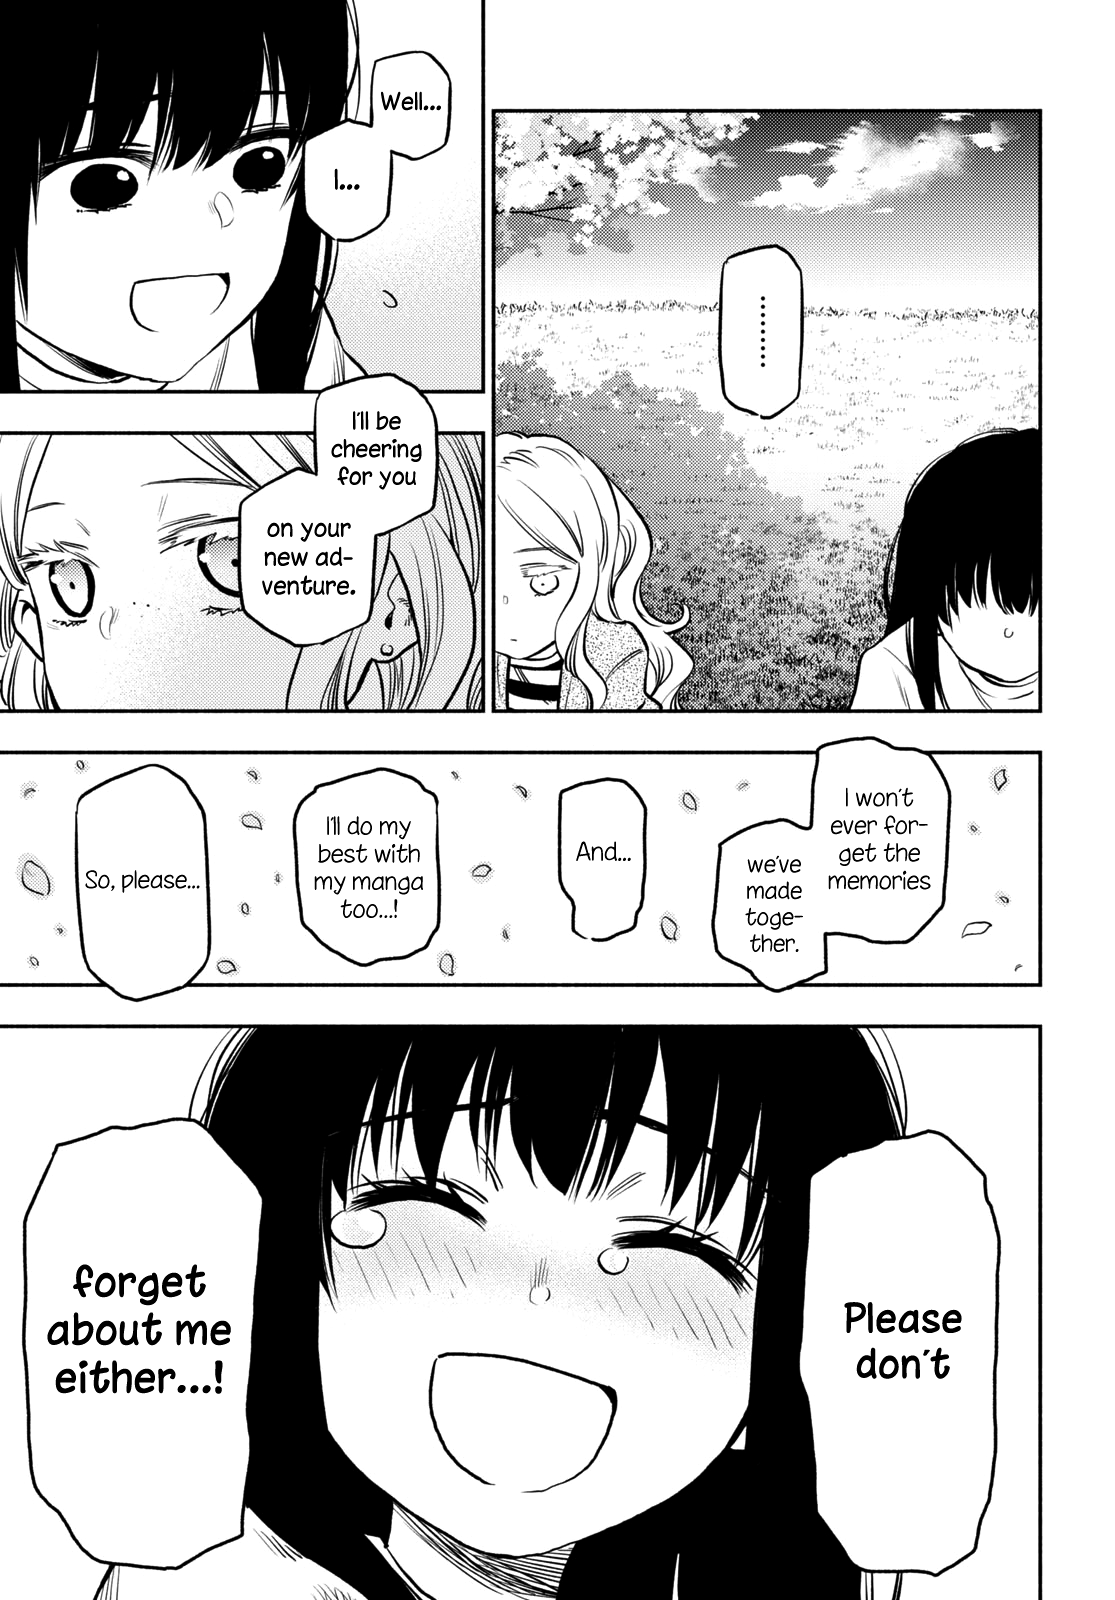 .........
Well...
I...
I'll be
cheering
for you
on your
new ad-
venture.
I won't
ever for-
get the
memories
we've
made
toge-
ther.
And...
I'll do my
best with
my manga
too...!
So, please...
Please
don't
forget
about me
either...!